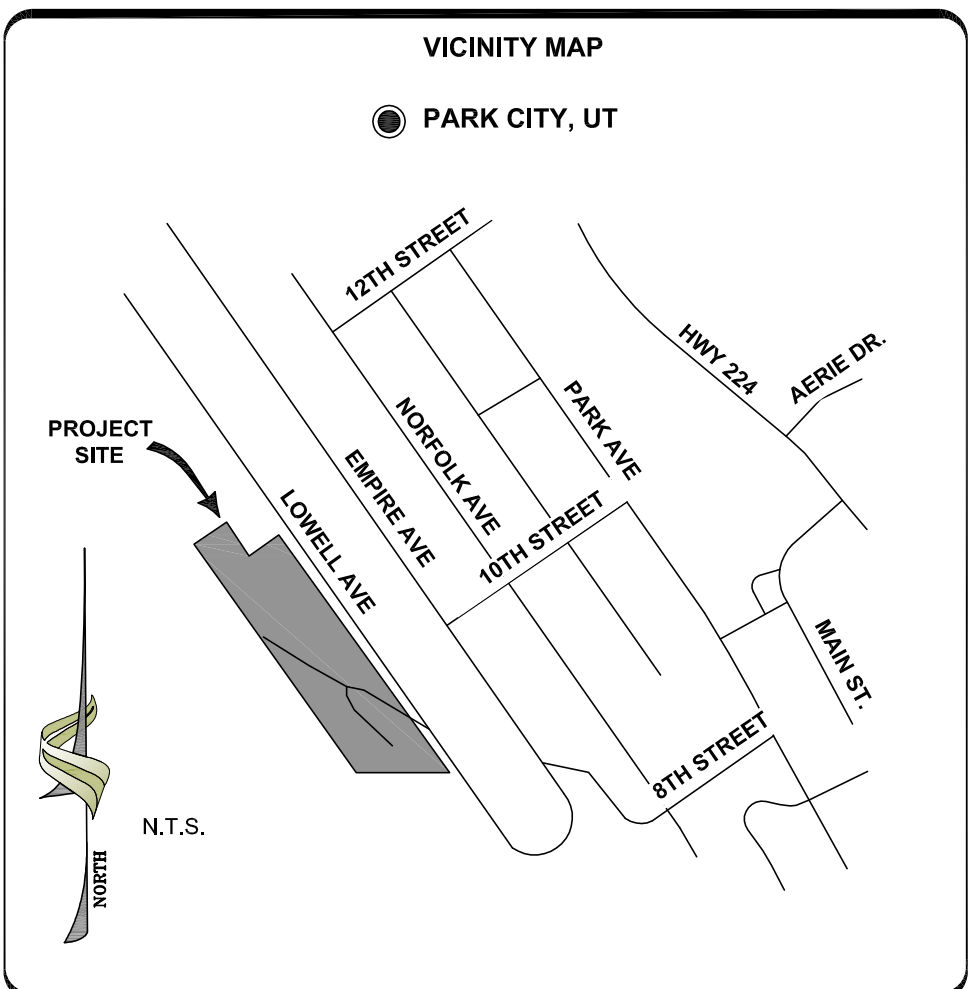 VICINITY MAP
PARK CITY, UT
12TH STREET
HWY 224
AERIE DR.
PARK AVE
NORFOLK AVE
PROJECT
SITE
EMPIRE AVE
LOWELL AVE
10TH STREET
MAIN ST.
8TH STREET
N.T.S.
NORTH